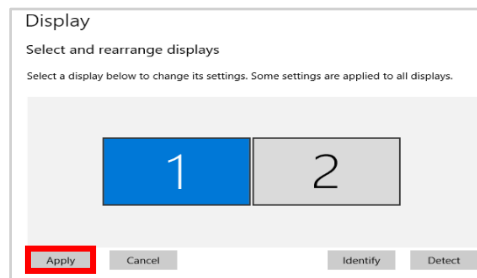 Display
Select and rearrange displays
Select a display below to change its settings. Some settings are applied to all displays.
1 2
Apply Cancel Identify Detect